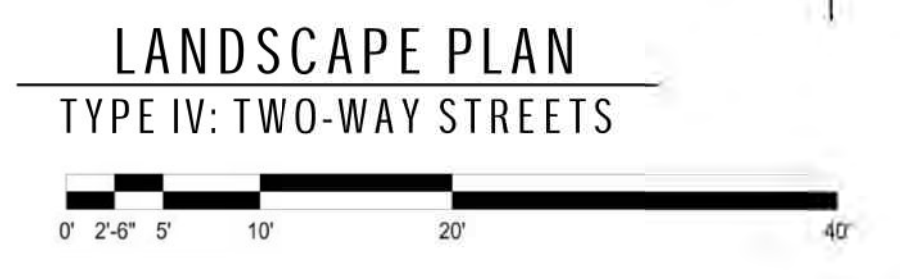 LANDSCAPE PLAN
TYPE IV: TWO-WAY STREETS
0' 2'-6" 5' 10' 20' 40'